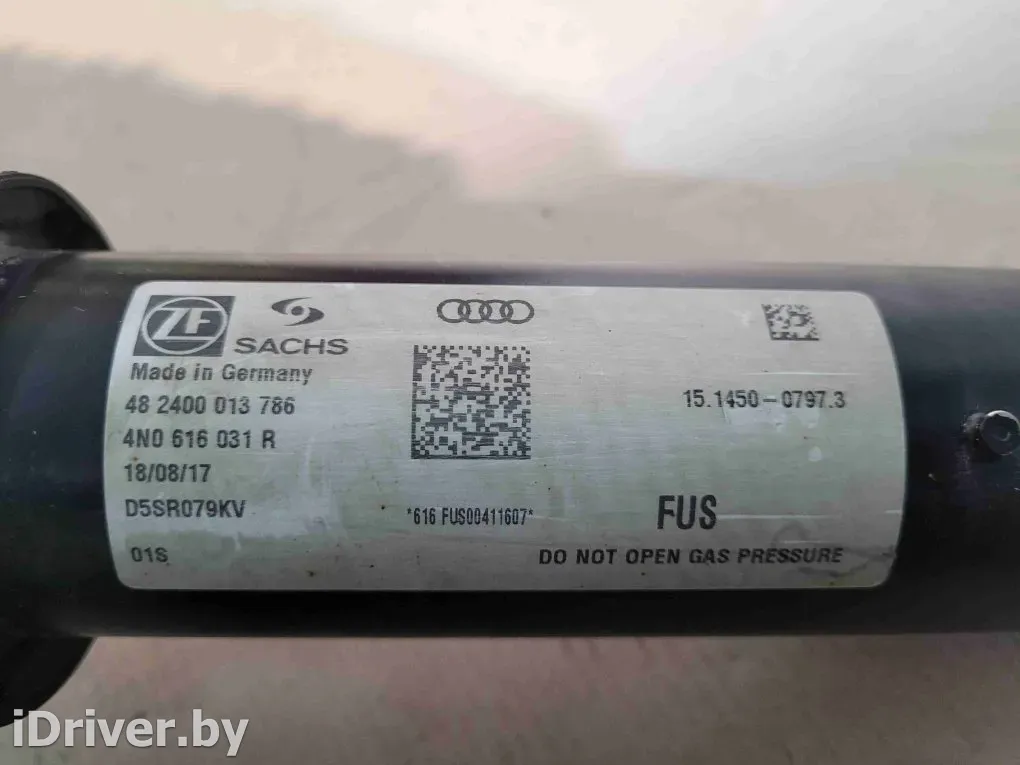 ZF
SACHS
Made in Germany
48 2400 013 786
4N0 616 031 R
18/08/17
D5SR079KV
01S
*616 FUS00411607*
15.1450-0797.3
FUS
DO NOT OPEN GAS PRESSURE
iDriver.by